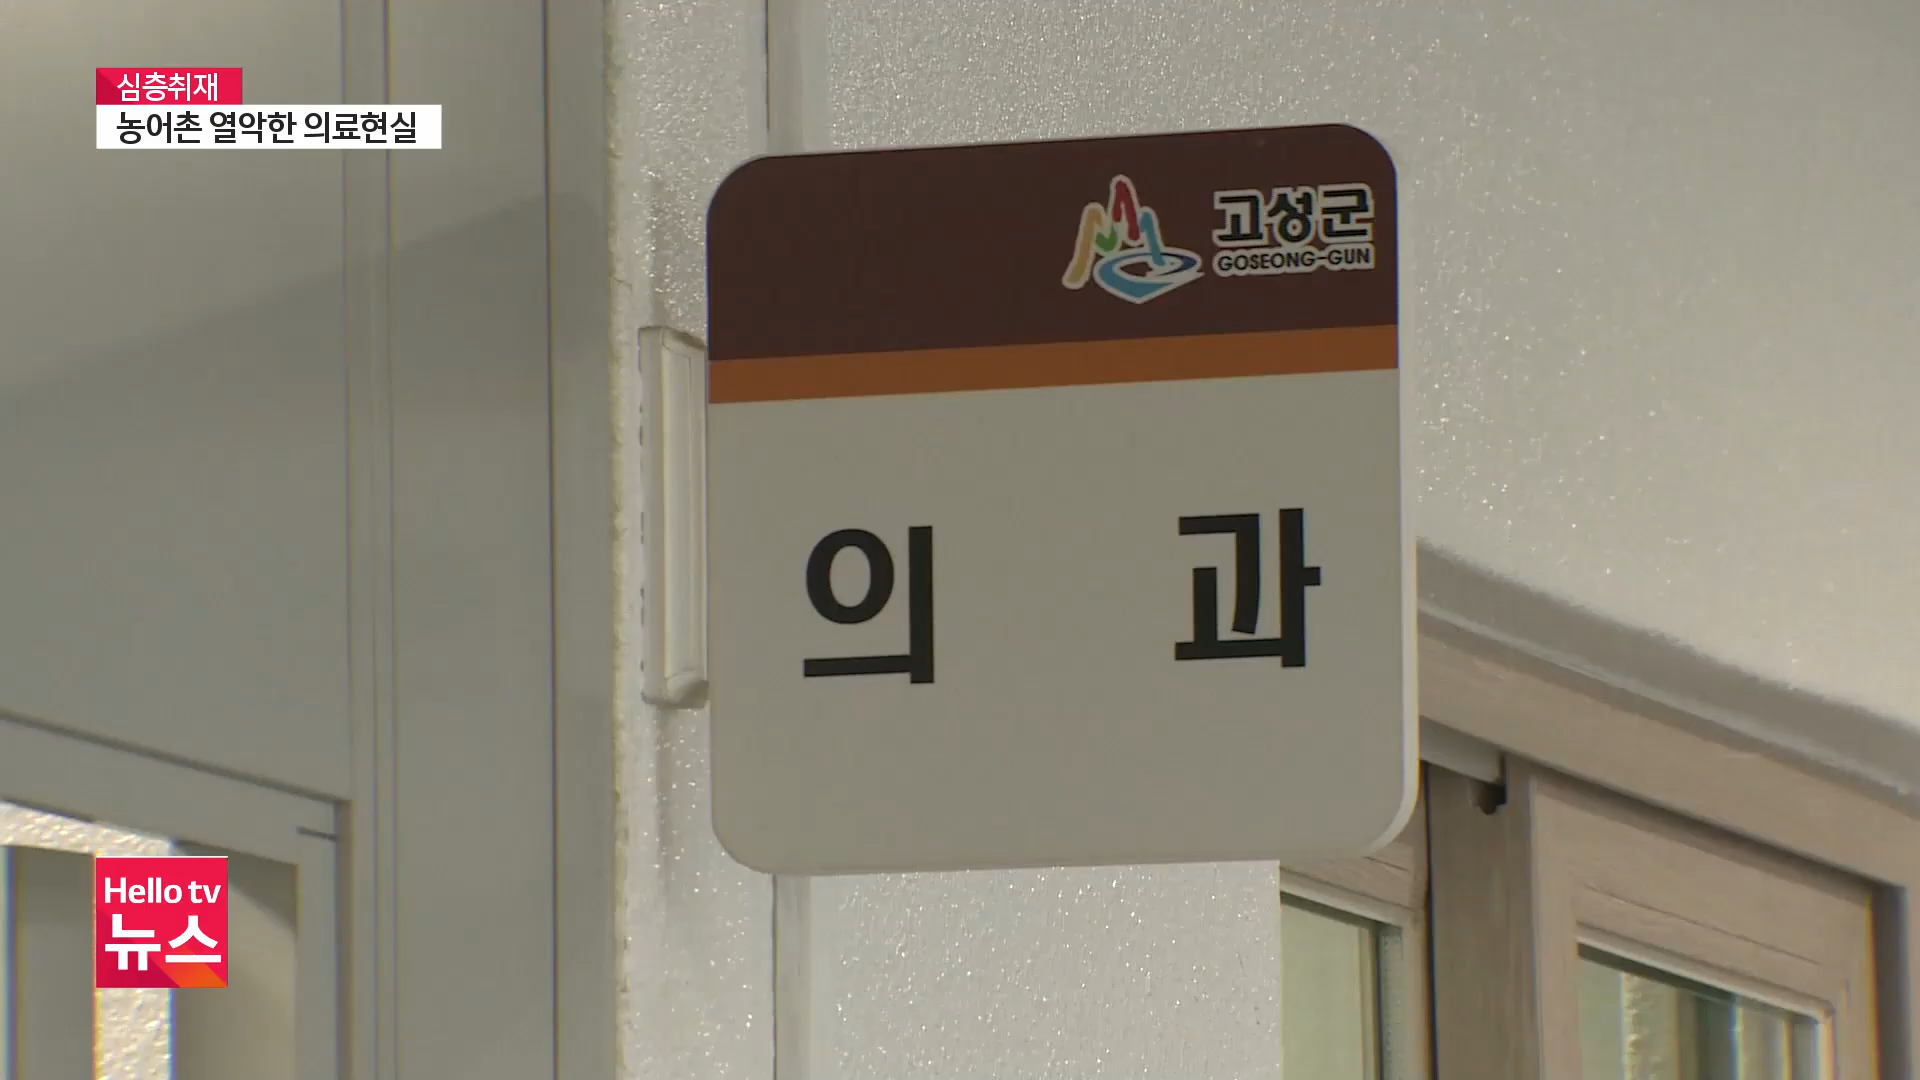 심층취재
농어촌 열악한 의료현실
고성군
GOSEONG-GUN
의 과
Hello tv
뉴스